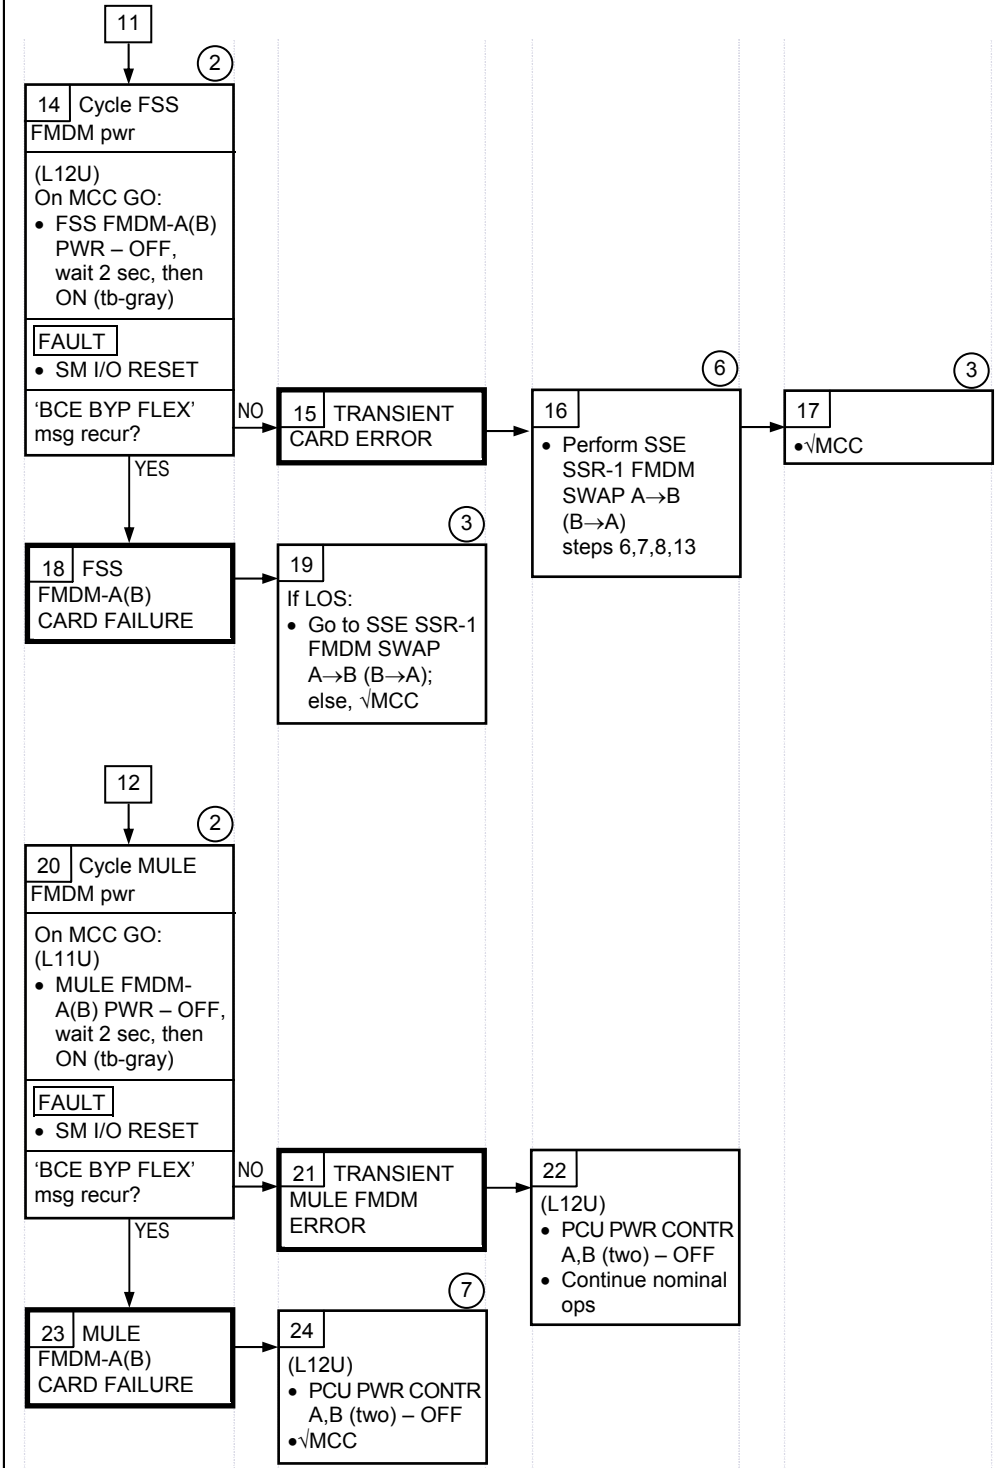 11
2
14 Cycle FSS
FMDM pwr
(L12U)
On MCC GO:
• FSS FMDM-A(B)
PWR – OFF,
wait 2 sec, then
ON (tb-gray)
FAULT
• SM I/O RESET
'BCE BYP FLEX'
msg recur?
NO
YES
15 TRANSIENT
CARD ERROR
6
16
• Perform SSE
SSR-1 FMDM
SWAP A→B
(B→A)
steps 6,7,8,13
3
17
•√MCC
18 FSS
FMDM-A(B)
CARD FAILURE
3
19
If LOS:
• Go to SSE SSR-1
FMDM SWAP
A→B (B→A);
else, √MCC
12
2
20 Cycle MULE
FMDM pwr
On MCC GO:
(L11U)
• MULE FMDM-
A(B) PWR – OFF,
wait 2 sec, then
ON (tb-gray)
FAULT
• SM I/O RESET
'BCE BYP FLEX'
msg recur?
NO
YES
21 TRANSIENT
MULE FMDM
ERROR
22
(L12U)
• PCU PWR CONTR
A,B (two) – OFF
• Continue nominal
ops
23 MULE
FMDM-A(B)
CARD FAILURE
7
24
(L12U)
• PCU PWR CONTR
A,B (two) – OFF
•√MCC